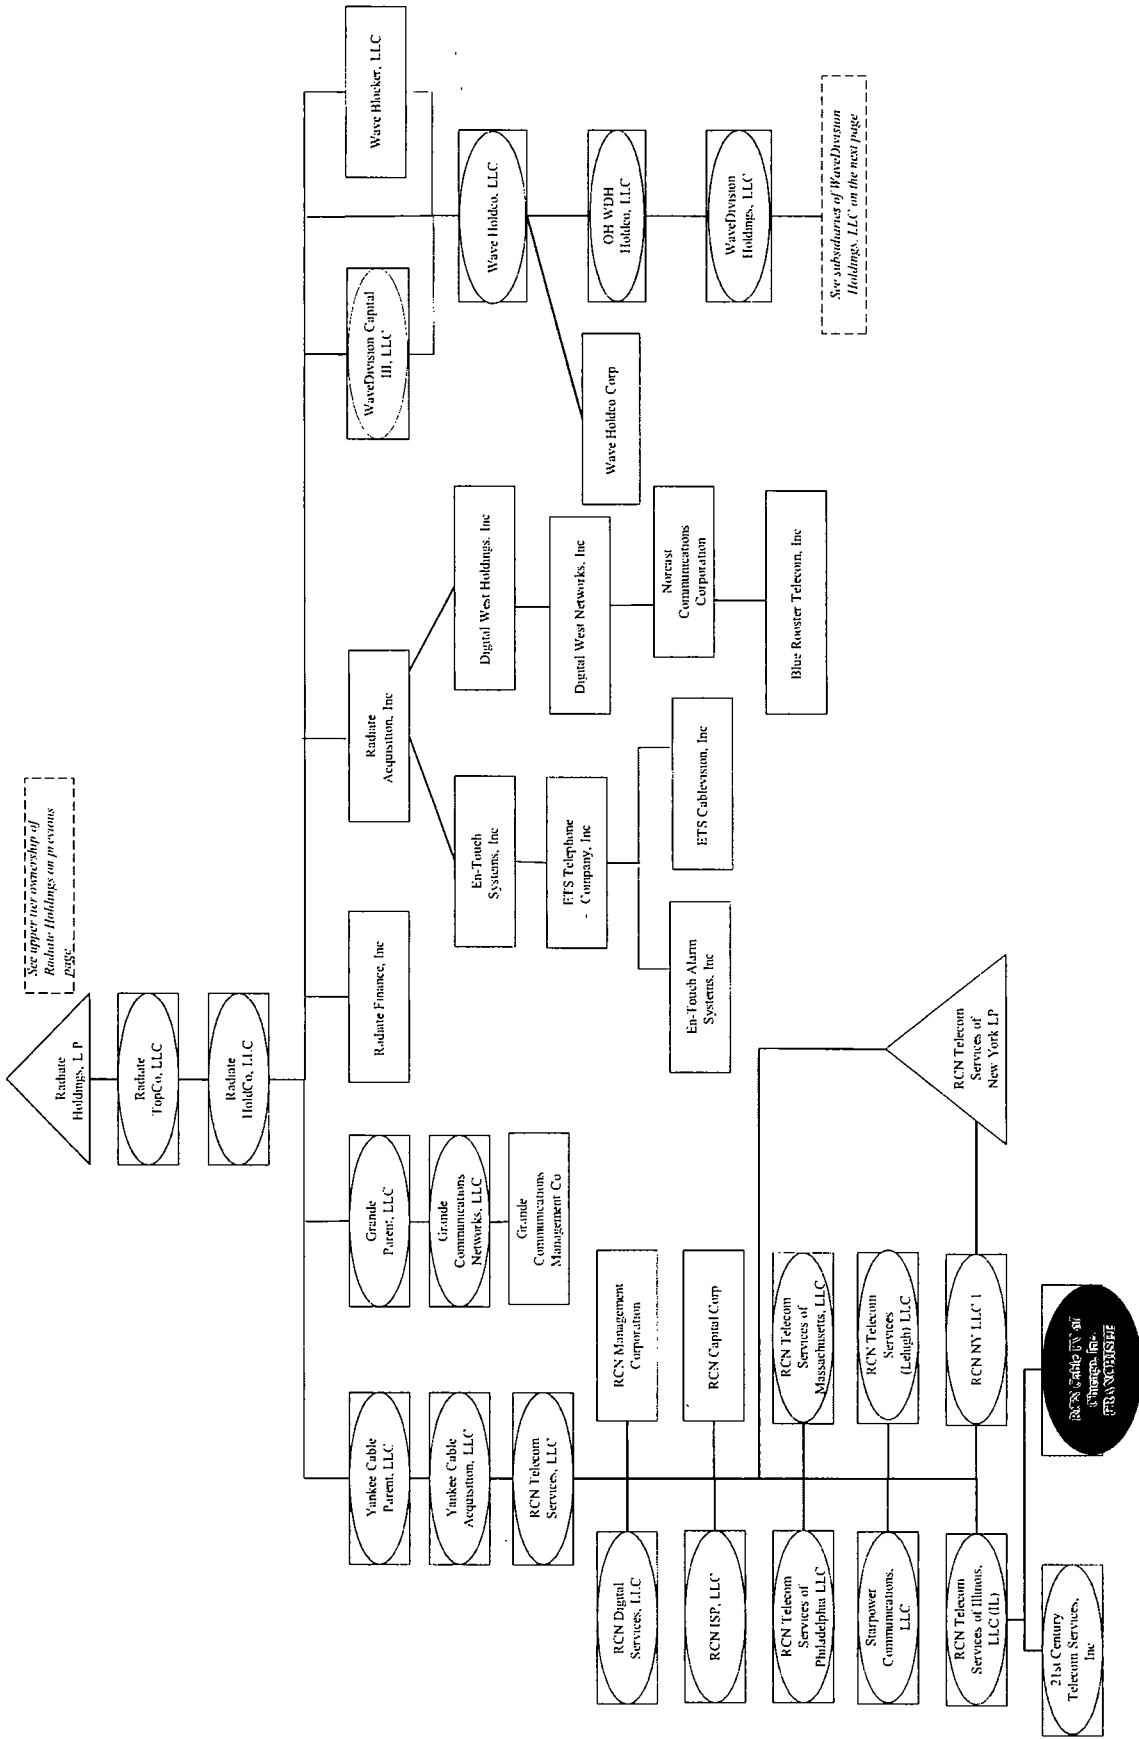 See upper tier ownership of
Radiate Holdings on previous
page
Radiate
Holdings, L P
Radiate
TopCo, LLC
Radiate
HoldCo, LLC
Yankee Cable
Parent, LLC
Yankee Cable
Acquisition, LLC
RCN Telecom
Services, LLC
Grande
Parent, LLC
Grande
Communications
Networks, LLC
Grande
Communications
Management Co
Radiate Finance, Inc
Radiate
Acquisition, Inc
En-Touch
Systems, Inc
ETS Telephone
- Company, Inc
En-Touch Alarm
Systems, Inc
ETS Cablevision, Inc
Digital West Holdings, Inc
Digital West Networks, Inc
Norcast
Communications
Corporation
Blue Rooster Telecom, Inc
WaveDivision Capital
III, LLC
Wave Blocker, LLC
Wave Holdco, LLC
Wave Holdco Corp
OH WDH
Holdco, LLC
WaveDivision
Holdings, LLC
See subsidiaries of WaveDivision
Holdings, LLC on the next page
RCN Digital
Services, LLC
RCN Management
Corporation
RCN ISP, LLC
RCN Capital Corp
RCN Telecom
Services of
Philadelphia LLC
RCN Telecom
Services of
Massachusetts, LLC
Starpower
Communications,
LLC
RCN Telecom
Services
(Lehigh) LLC
RCN Telecom
Services of Illinois,
LLC (IL)
RCN NY LLC 1
RCN Telecom
Services of
New York LP
21st Century
Telecom Services,
Inc
RCN Cable TV of
Chicago, Inc.
FRANCHISEE